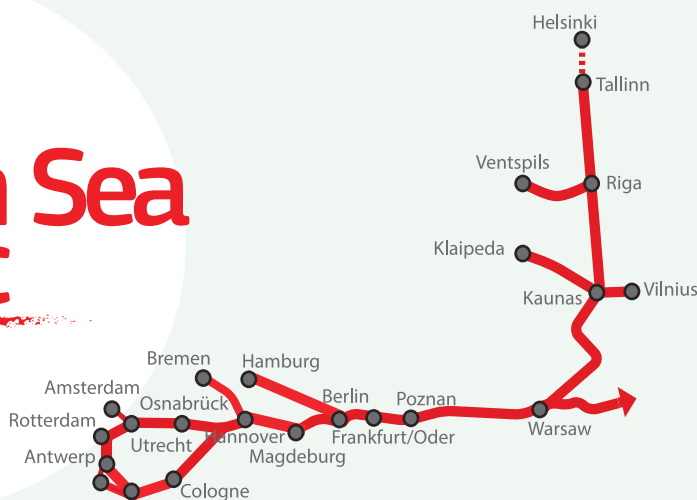 Helsinki
Tallinn
Sea
Ventspils
Riga
Klaipeda
Kaunas
Vilnius
Bremen
Hamburg
Amsterdam
Osnabrück
Berlin
Poznan
Rotterdam
Utrecht
Hannover
Frankfurt/Oder
Warsaw
Antwerp
Magdeburg
Cologne